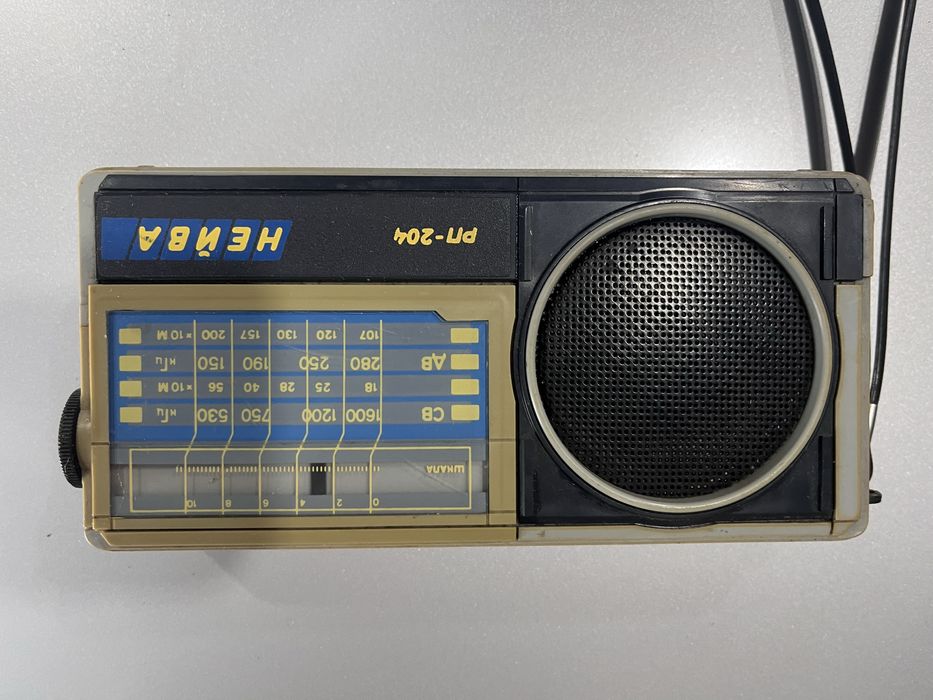 0 2 4 6 8 10
ШКАЛА
СВ 1600 1200 750 530 кГц
18 25 28 40 56 ×10 М
ДВ 280 250 190 150 кГц
107 120 130 157 200 ×10 М
РП-204 НЕЙВА